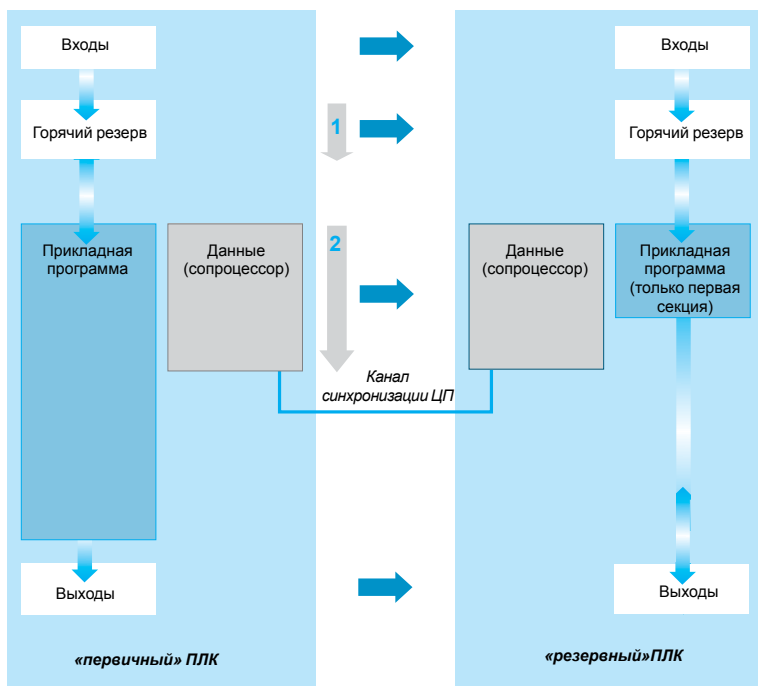 Входы
Горячий резерв
Прикладная
программа
Данные
(сопроцессор)
«первичный» ПЛК
Выходы
1
2
Канал
синхронизации ЦП
Входы
Горячий резерв
Данные
(сопроцессор)
Прикладная
программа
(только первая
секция)
Выходы
«резервный»ПЛК